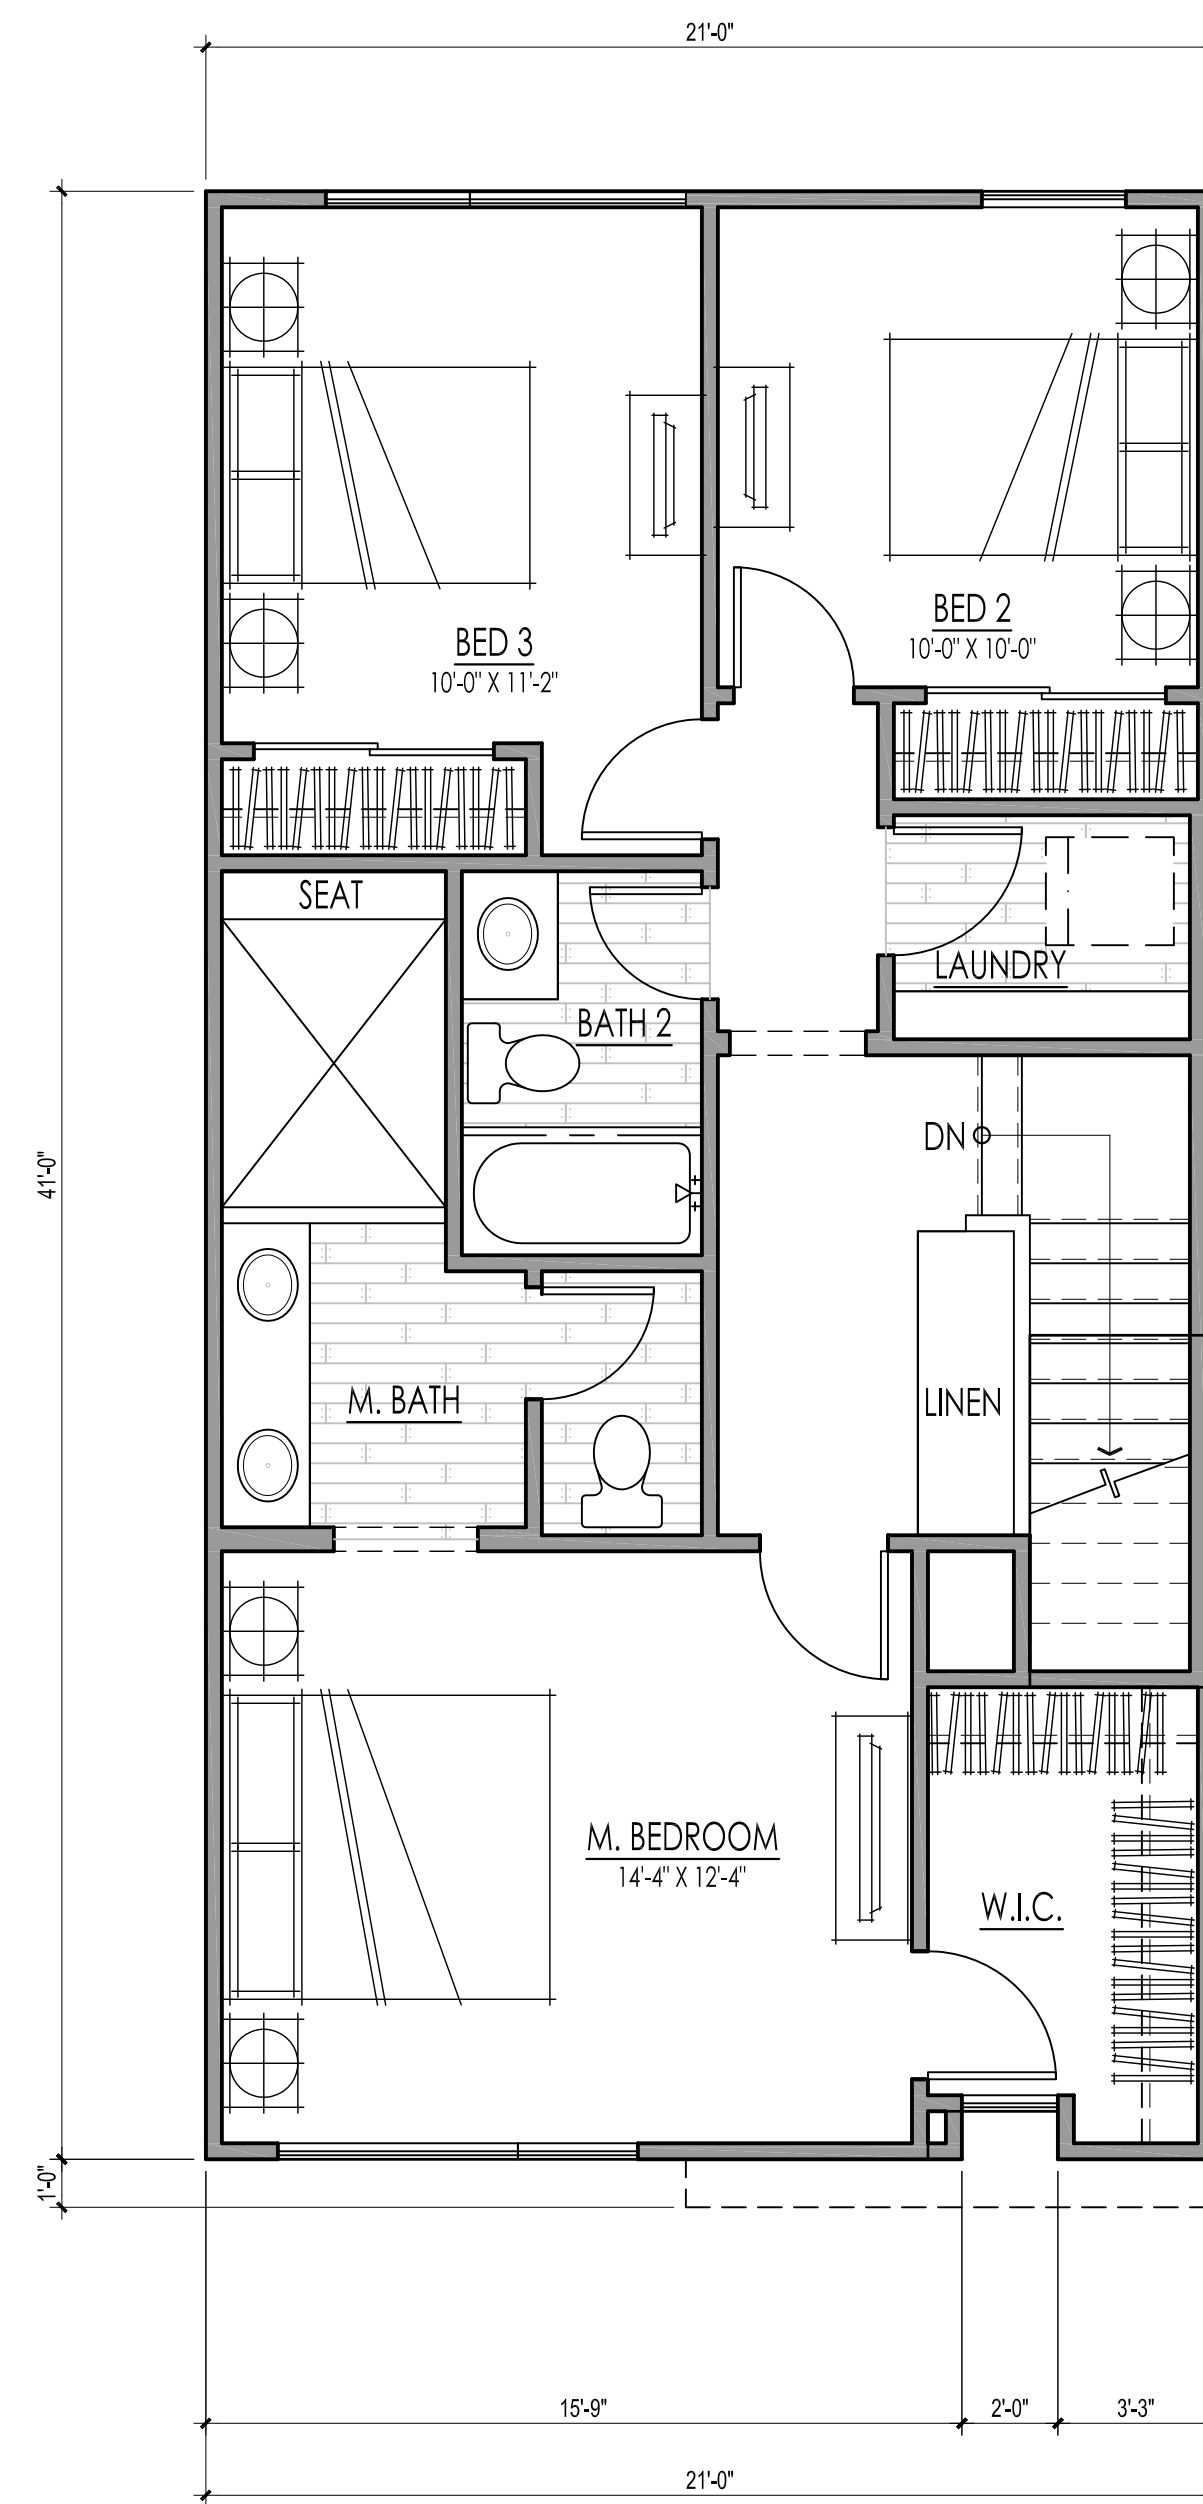 21'-0"
BED 2
10'-0" X 10'-0"
BED 3
10'-0" X 11'-2"
SEAT
LAUNDRY
BATH 2
DN
41'-0"
M. BATH
LINEN
M. BEDROOM
14'-4" X 12'-4"
W.I.C.
1'-0"
15'-9"
2'-0"
3'-3"
21'-0"